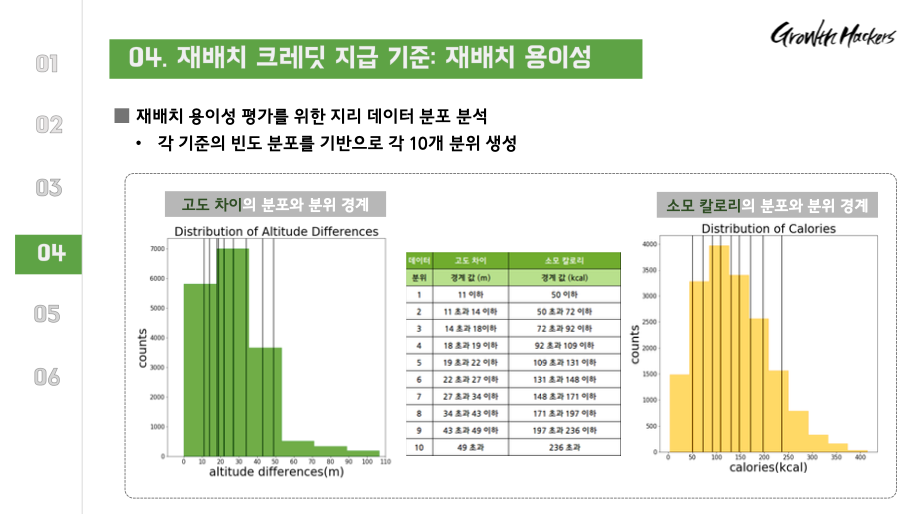 Growth Hackers
01
02
03
04
05
06
04. 재배치 크레딧 지급 기준: 재배치 용이성
재배치 용이성 평가를 위한 지리 데이터 분포 분석
• 각 기준의 빈도 분포를 기반으로 각 10개 분위 생성
고도 차이의 분포와 분위 경계
Distribution of Altitude Differences
7000
6000
5000
4000
3000
2000
1000
0
counts
0 10 20 30 40 50 60 70 80 90 100 110
altitude differences(m)
데이터 고도 차이 소모 칼로리
분위 경계 값 (m) 경계 값 (kcal)
1 11 이하 50 이하
2 11 초과 14 이하 50 초과 72 이하
3 14 초과 18이하 72 초과 92 이하
4 18 초과 19 이하 92 초과 109 이하
5 19 초과 22 이하 109 초과 131 이하
6 22 초과 27 이하 131 초과 148 이하
7 27 초과 34 이하 148 초과 171 이하
8 34 초과 43 이하 171 초과 197 이하
9 43 초과 49 이하 197 초과 236 이하
10 49 초과 236 초과
소모 칼로리의 분포와 분위 경계
Distribution of Calories
4000
3500
3000
2500
2000
1500
1000
500
0
counts
0 50 100 150 200 250 300 350 400
calories(kcal)